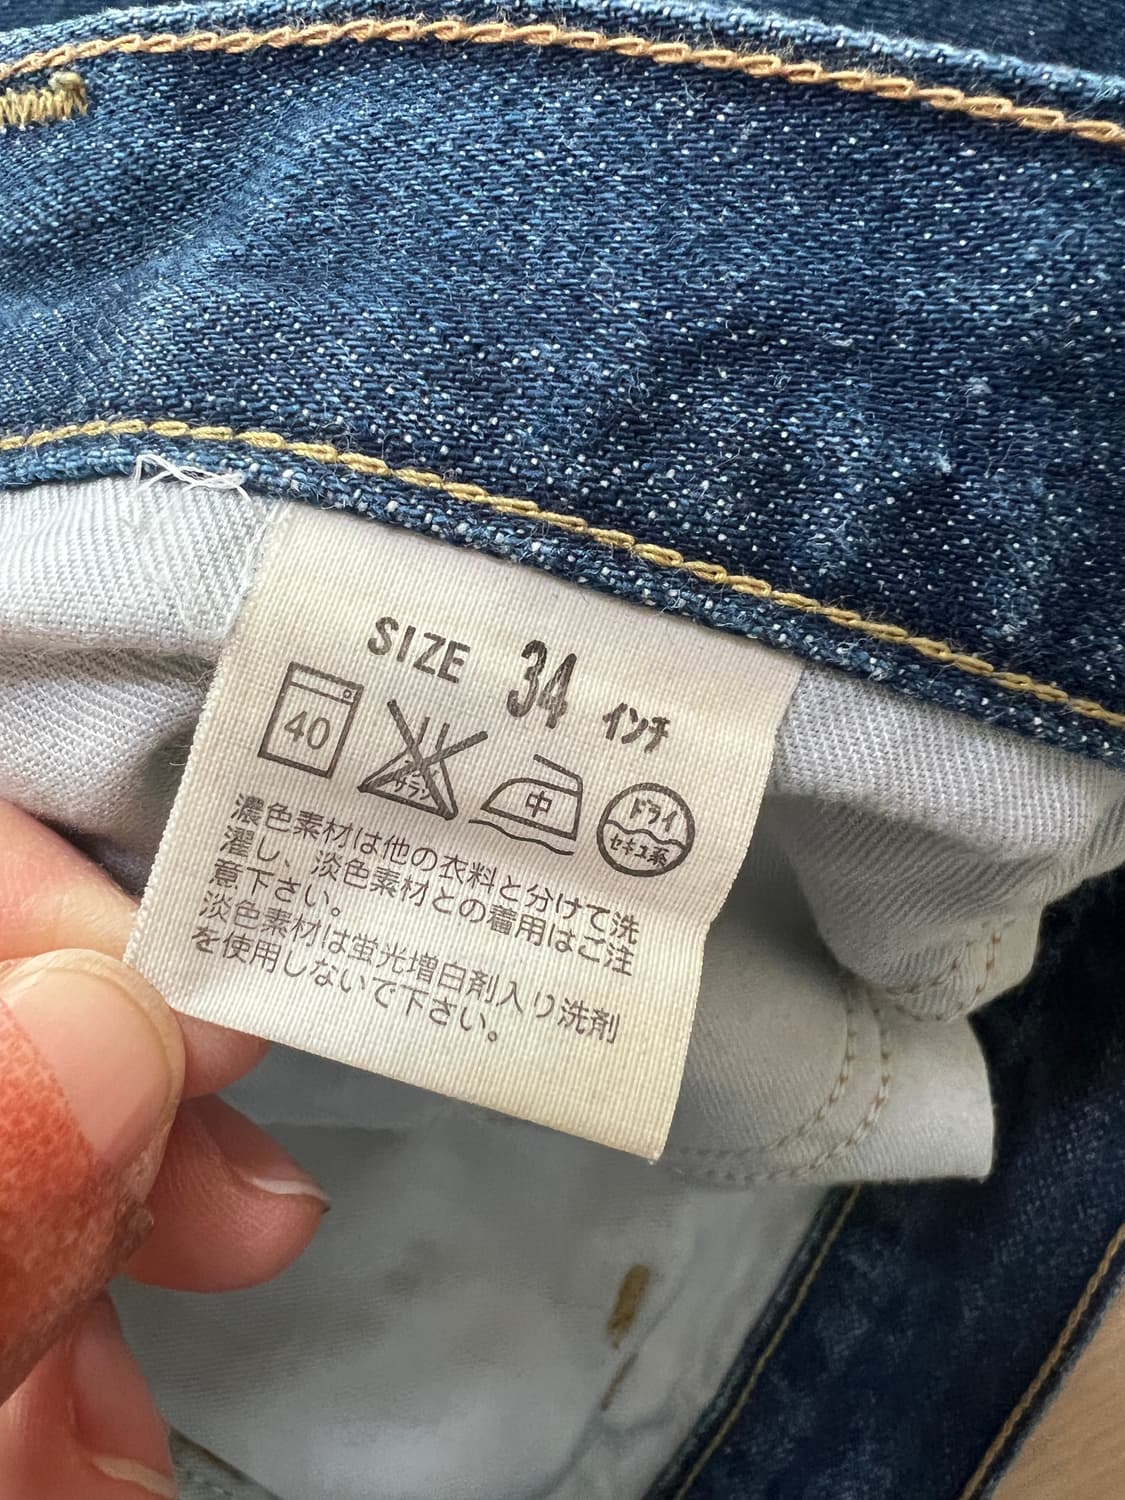 SIZE 34 インチ
40
エンソ
サラシ
中
ドライ
セキユ系
濃色素材は他の衣料と分けて洗
濯し、淡色素材との着用はご注
意下さい。
淡色素材は蛍光増白剤入り洗剤
を使用しないで下さい。